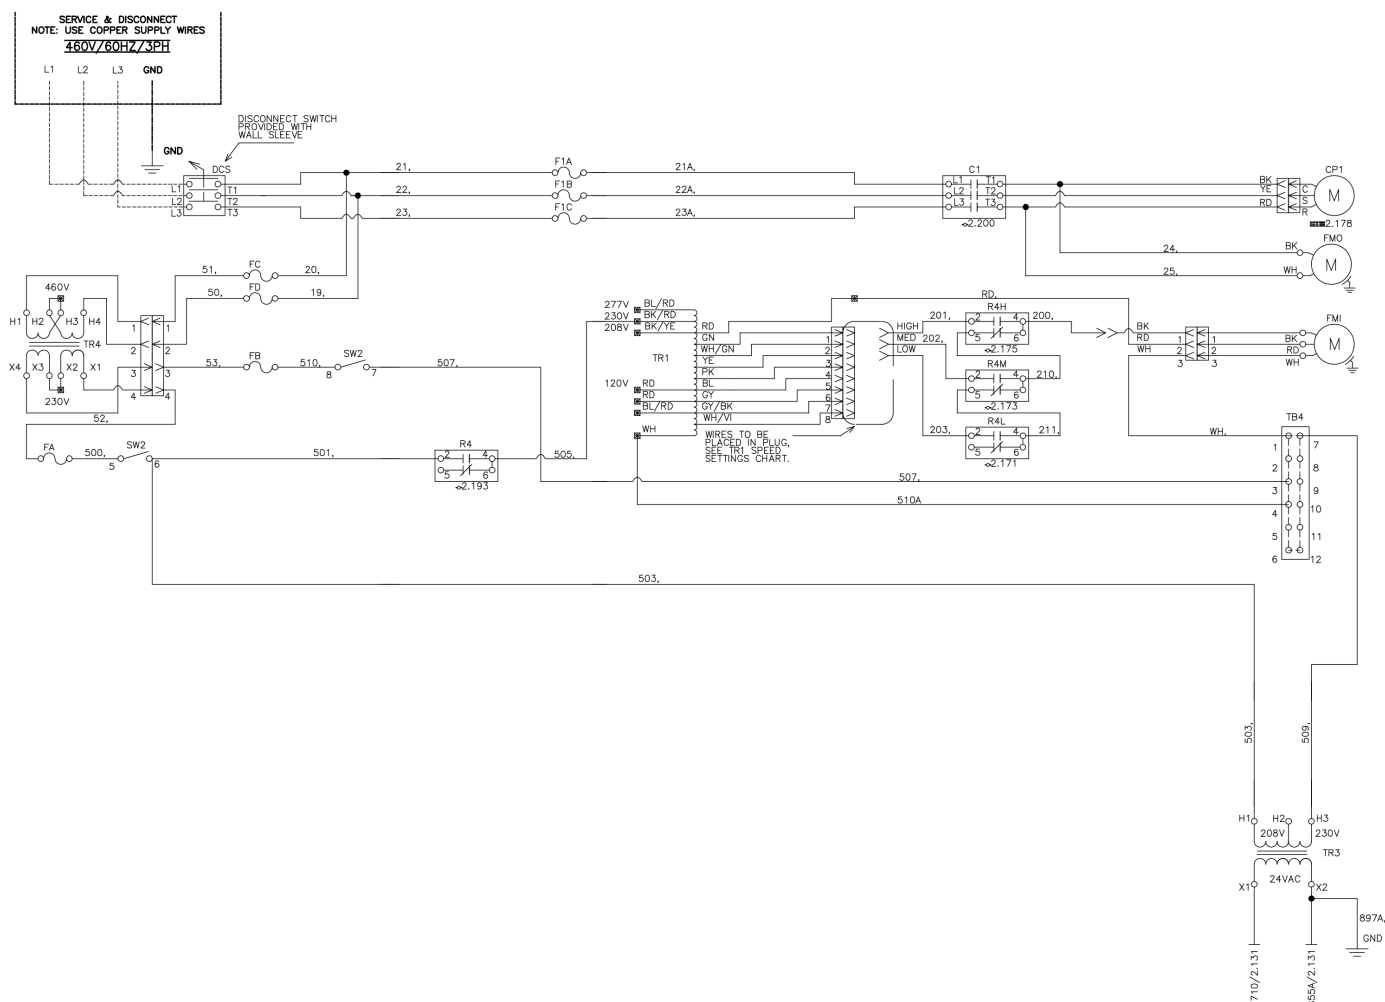 SERVICE & DISCONNECT
NOTE: USE COPPER SUPPLY WIRES
460V/60HZ/3PH
L1 L2 L3 GND
DISCONNECT SWITCH
PROVIDED WITH
WALL SLEEVE
GND
DCS
L1 T1
L2 T2
L3 T3
21, F1A 21A,
22, F1B 22A,
23, F1C 23A,
C1
L1 T1
L2 T2
L3 T3
2.200
CP1
BK
YE
RD
C
S
R
M
2.178
FMO
24, BK
25, WH
M
51, FC 20,
50, FD 19,
460V
H1 H2 H3 H4
TR4
X4 X3 X2 X1
230V
1 1
2 2
3 3
4 4
52,
53, FB 510, SW2 507,
8 7
FA 500, SW2
5 6
501, R4 505,
2 4
5 6
2.193
277V BL/RD
230V BK/RD
208V BK/YE
TR1
120V RD
RD
BL/RD
WH
RD
GN
WH/GN
YE
PK
BL
GY
GY/BK
WH/VI
1
2
3
4
5
6
7
8
WIRES TO BE
PLACED IN PLUG,
SEE TR1 SPEED
SETTINGS CHART.
HIGH 201,
MED 202,
LOW
203,
RD,
R4H 200,
2 4
5 6
2.175
R4M 210,
2 4
5 6
2.173
R4L 211,
2 4
5 6
2.171
BK
RD
WH
1 1
2 2
3 3
FMI
BK
RD
WH
M
WH, TB4
1 7
2 8
3 9
4 10
5 11
6 12
507,
510A
503,
503, 509,
H1 H2 H3
208V 230V
TR3
24VAC
X1 X2
897A,
GND
710/2.131
55A/2.131